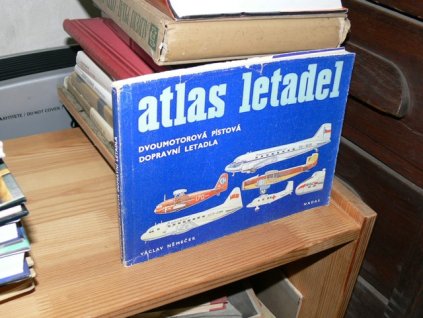 atlas letadel
DVOUMOTOROVÁ PÍSTOVÁ
DOPRAVNÍ LETADLA
VÁCLAV NĚMEČEK
NADAS